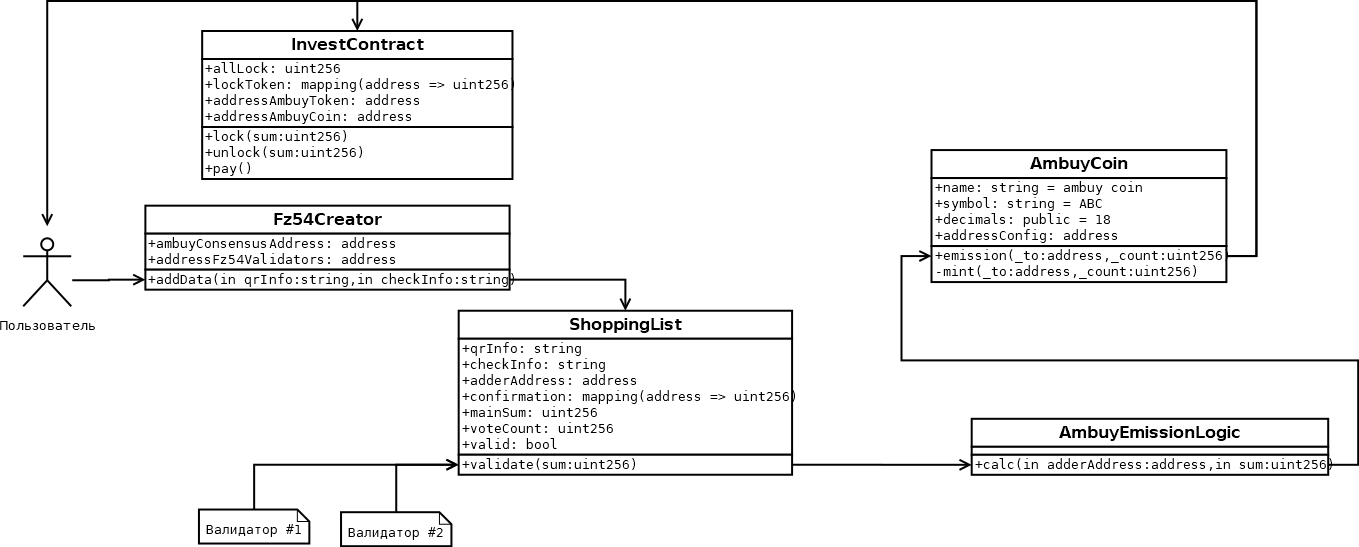 InvestContract
+allLock: uint256
+lockToken: mapping(address => uint256)
+addressAmbuyToken: address
+addressAmbuyCoin: address
+lock(sum:uint256)
+unlock(sum:uint256)
+pay()
AmbuyCoin
+name: string = ambuy coin
+symbol: string = ABC
+decimals: public = 18
+addressConfig: address
+emission(_to:address,_count:uint256)
-mint(_to:address,_count:uint256)
Fz54Creator
+ambuyConsensusAddress: address
+addressFz54Validators: address
+addData(in qrInfo:string,in checkInfo:string)
Пользователь
ShoppingList
+qrInfo: string
+checkInfo: string
+adderAddress: address
+confirmation: mapping(address => uint256)
+mainSum: uint256
+voteCount: uint256
+valid: bool
+validate(sum:uint256)
AmbuyEmissionLogic
+calc(in adderAddress:address,in sum:uint256)
Валидатор #1
Валидатор #2